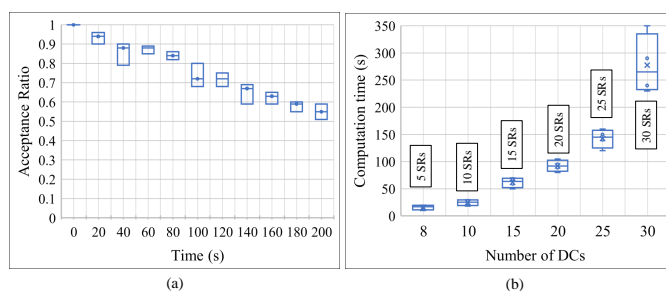 1
0.9
0.8
0.7
0.6
0.5
0.4
0.3
0.2
0.1
0
Acceptance Ratio
0 20 40 60 80 100 120 140 160 180 200
Time (s)
(a)
350
300
250
200
150
100
50
0
Computation time (s)
5 SRs
10 SRs
15 SRs
20 SRs
25 SRs
30 SRs
8 10 15 20 25 30
Number of DCs
(b)